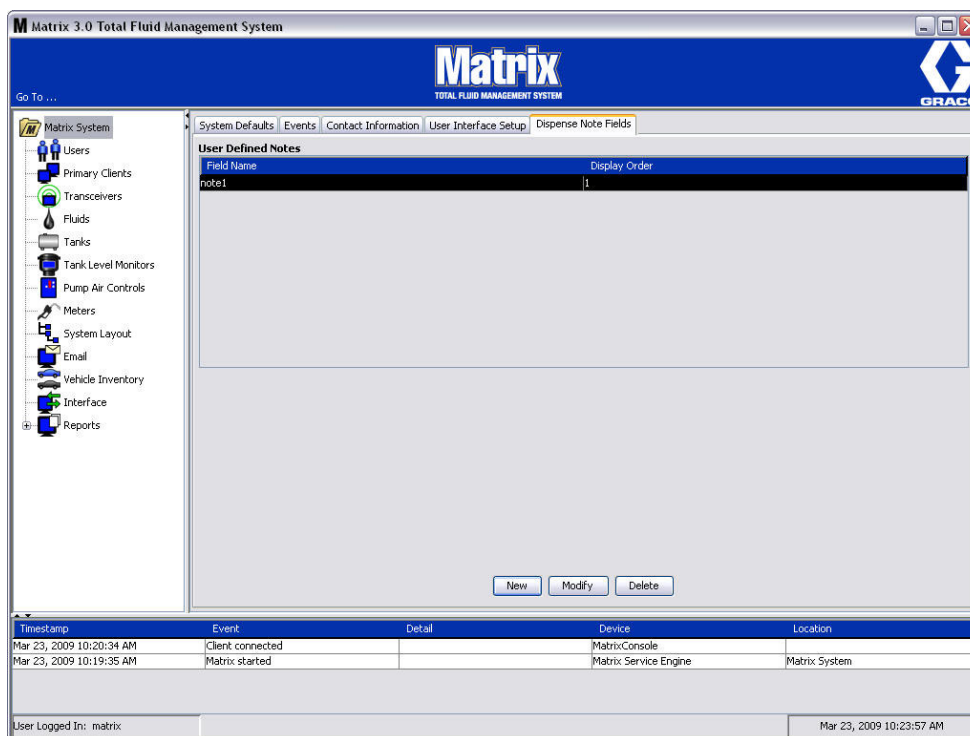 M Matrix 3.0 Total Fluid Management System
Matrix
TOTAL FLUID MANAGEMENT SYSTEM
Go To ...
GRACO
Matrix System
Users
Primary Clients
Transceivers
Fluids
Tanks
Tank Level Monitors
Pump Air Controls
Meters
System Layout
Email
Vehicle Inventory
Interface
Reports
System Defaults Events Contact Information User Interface Setup Dispense Note Fields
User Defined Notes
Field Name Display Order
note1 1
New Modify Delete
Timestamp Event Detail Device Location
Mar 23, 2009 10:20:34 AM Client connected MatrixConsole
Mar 23, 2009 10:19:35 AM Matrix started Matrix Service Engine Matrix System
User Logged In: matrix Mar 23, 2009 10:23:57 AM